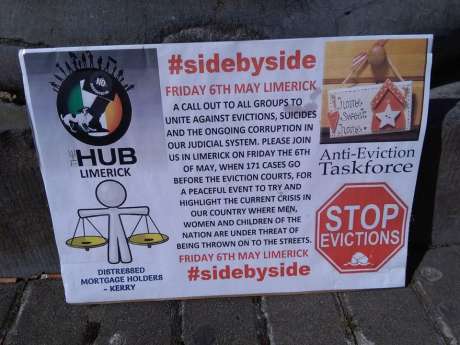 #sidebyside
FRIDAY 6TH MAY LIMERICK
A CALL OUT TO ALL GROUPS TO
UNITE AGAINST EVICTIONS, SUICIDES
AND THE ONGOING CORRUPTION IN
OUR JUDICIAL SYSTEM. PLEASE JOIN
US IN LIMERICK ON FRIDAY THE 6TH
OF MAY, WHEN 171 CASES GO
BEFORE THE EVICTION COURTS, FOR
A PEACEFUL EVENT TO TRY AND
HIGHLIGHT THE CURRENT CRISIS IN
OUR COUNTRY WHERE MEN,
WOMEN AND CHILDREN OF THE
NATION ARE UNDER THREAT OF
BEING THROWN ON TO THE STREETS.
FRIDAY 6TH MAY LIMERICK
#sidebyside
THE HUB
LIMERICK
DISTRESSED
MORTGAGE HOLDERS
- KERRY
Home
Sweet
Home
Anti-Eviction
Taskforce
STOP
EVICTIONS